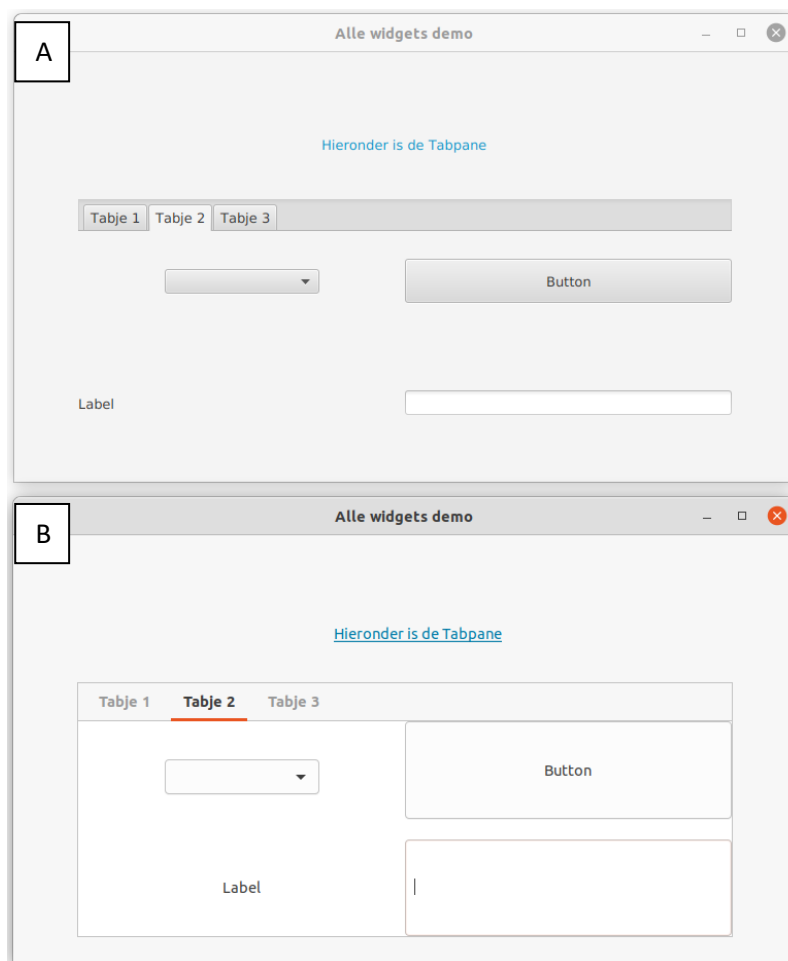 A
Alle widgets demo
Hieronder is de Tabpane
Tabje 1 Tabje 2 Tabje 3
Button
Label
B
Alle widgets demo
Hieronder is de Tabpane
Tabje 1 Tabje 2 Tabje 3
Button
Label